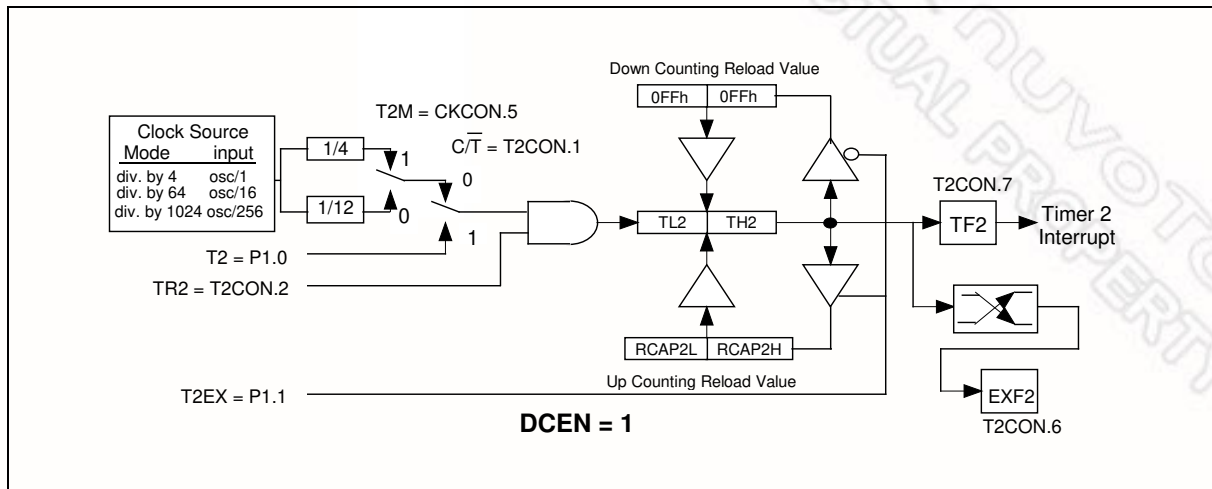 nuvoTo
TUAL PROPERTY
Down Counting Reload Value
0FFh 0FFh
T2M = CKCON.5
C/T̅ = T2CON.1
Clock Source
Mode input
div. by 4 osc/1
div. by 64 osc/16
div. by 1024 osc/256
1/4
1/12
1
0
0
1
T2 = P1.0
TR2 = T2CON.2
TL2 TH2
T2CON.7
TF2
Timer 2
Interrupt
RCAP2L RCAP2H
Up Counting Reload Value
T2EX = P1.1
EXF2
T2CON.6
DCEN = 1